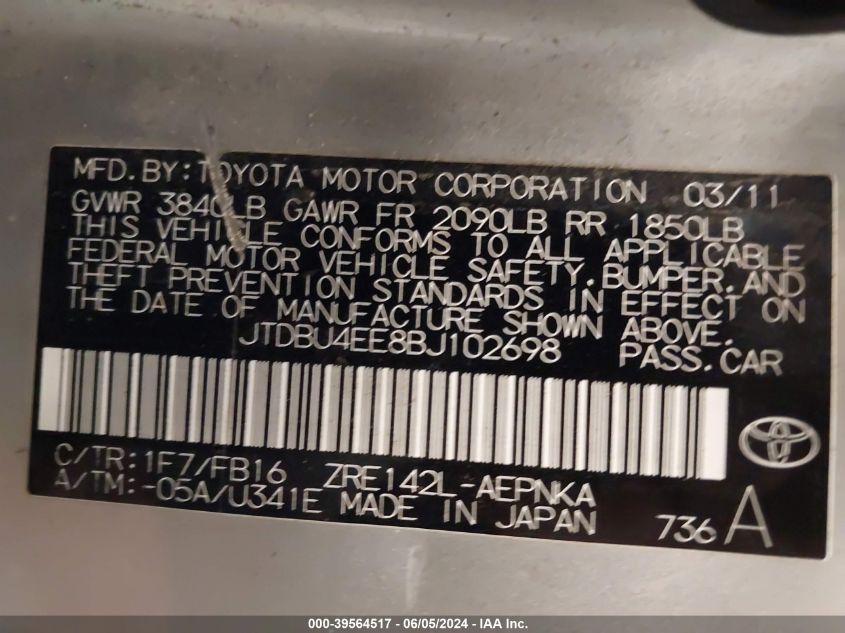 MFD.BY:TOYOTA MOTOR CORPORATION 03/11
GVWR 3840LB GAWR FR 2090LB RR 1850LB
THIS VEHICLE CONFORMS TO ALL APPLICABLE
FEDERAL MOTOR VEHICLE SAFETY,BUMPER,AND
THEFT PREVENTION STANDARDS IN EFFECT ON
THE DATE OF MANUFACTURE SHOWN ABOVE.
JTDBU4EE8BJ102698 PASS.CAR
C/TR:1F7/FB16 ZRE142L-AEPNKA
A/TM:-05A/U341E MADE IN JAPAN 736 A
000-39564517 - 06/05/2024 - IAA Inc.